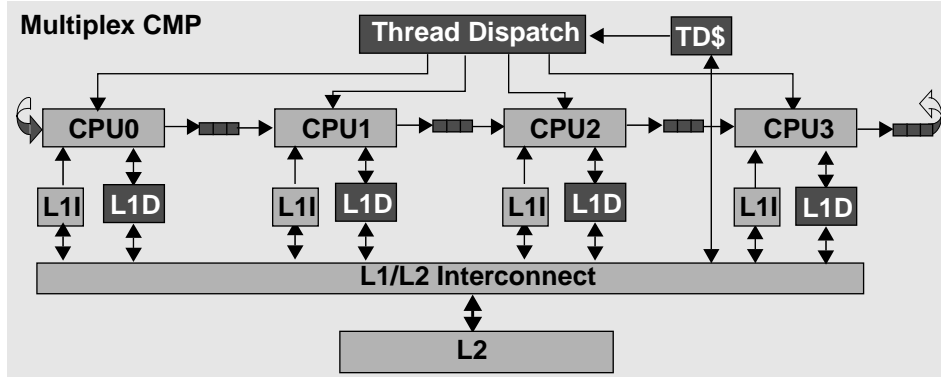 Multiplex CMP
Thread Dispatch
TD$
CPU0
CPU1
CPU2
CPU3
L1I
L1D
L1I
L1D
L1I
L1D
L1I
L1D
L1/L2 Interconnect
L2